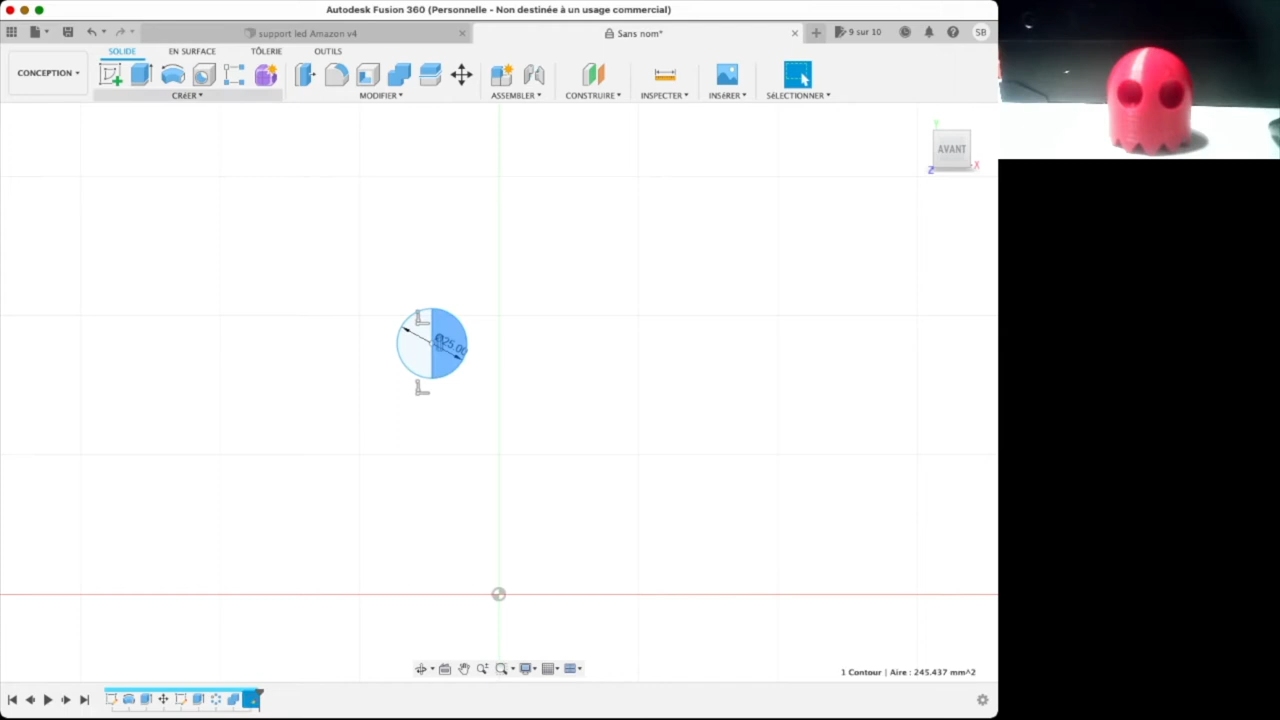 Autodesk Fusion 360 (Personnelle - Non destinée à un usage commercial)
support led Amazon v4
Sans nom*
9 sur 10
SB
SOLIDE
EN SURFACE
TÔLERIE
OUTILS
CONCEPTION
CRÉER
MODIFIER
ASSEMBLER
CONSTRUIRE
INSPECTER
INSÉRER
SÉLECTIONNER
Y
AVANT
Z
X
Ø25.00
1 Contour | Aire : 245.437 mm^2